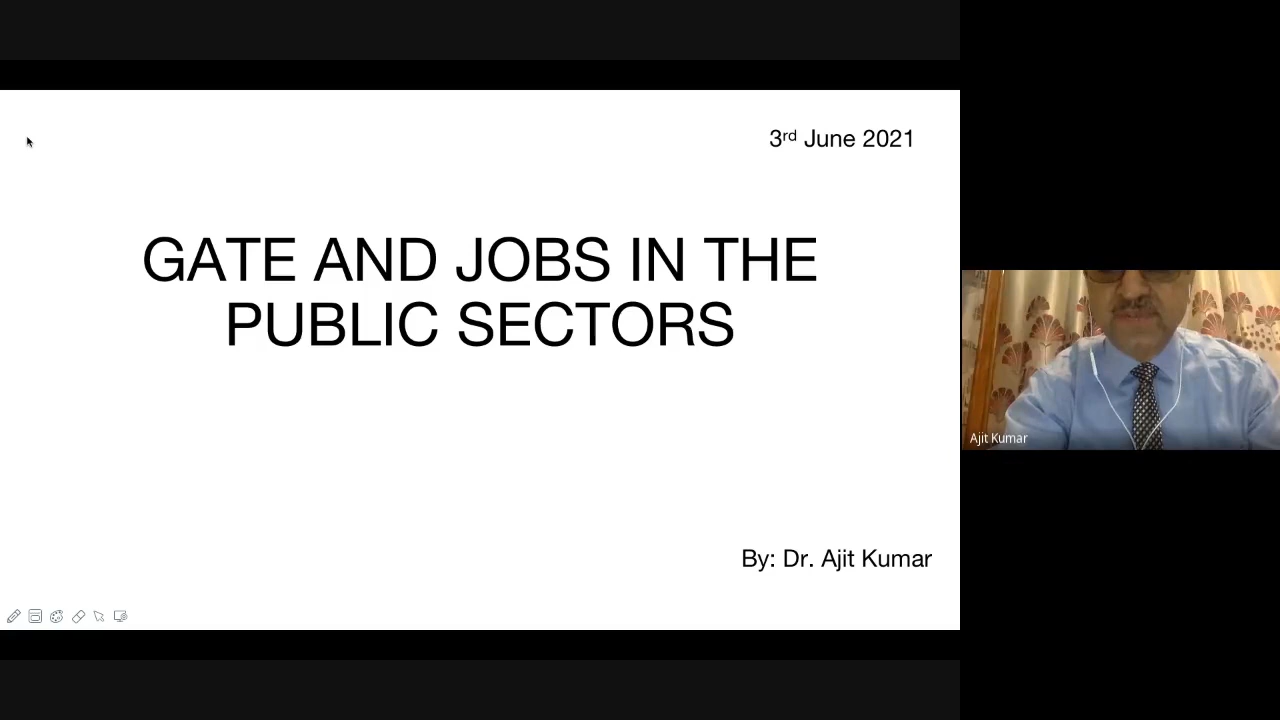 3rd June 2021
GATE AND JOBS IN THE
PUBLIC SECTORS
Ajit Kumar
By: Dr. Ajit Kumar